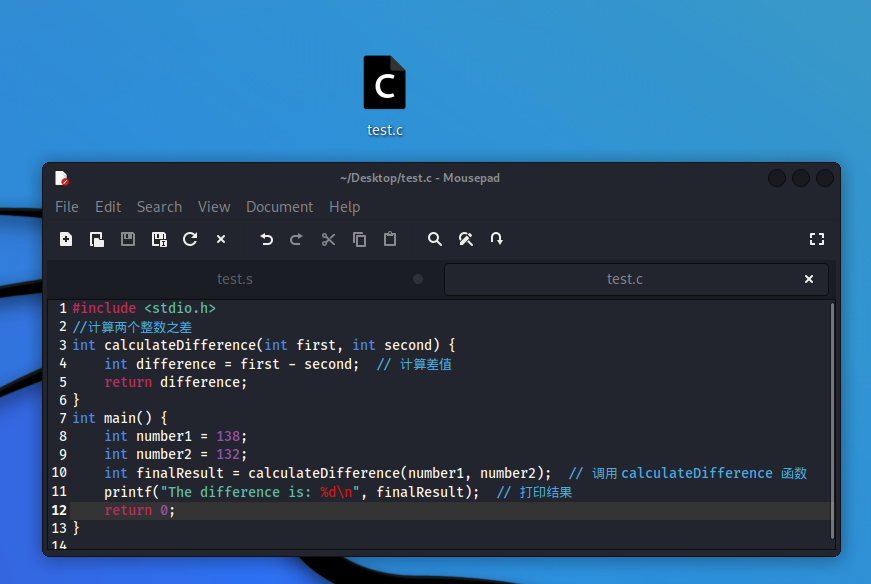 C
test.c
~/Desktop/test.c - Mousepad
File Edit Search View Document Help
test.s test.c
1 #include <stdio.h>
2 //计算两个整数之差
3 int calculateDifference(int first, int second) {
4     int difference = first - second;  // 计算差值
5     return difference;
6 }
7 int main() {
8     int number1 = 138;
9     int number2 = 132;
10     int finalResult = calculateDifference(number1, number2);  // 调用 calculateDifference 函数
11     printf("The difference is: %d\n", finalResult);  // 打印结果
12     return 0;
13 }
14